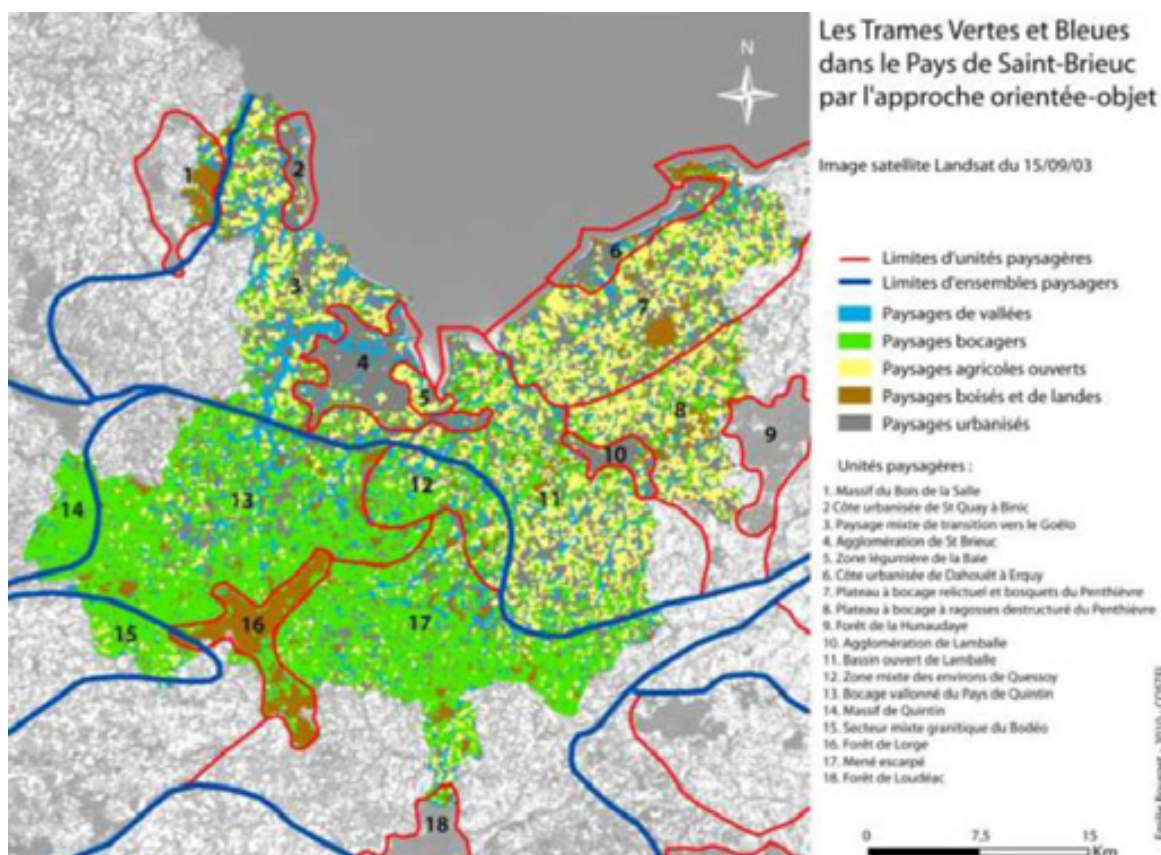 Les Trames Vertes et Bleues
dans le Pays de Saint-Brieuc
par l'approche orientée-objet
Image satellite Landsat du 15/09/03
N
Limites d'unités paysagères
Limites d'ensembles paysagers
Paysages de vallées
Paysages bocagers
Paysages agricoles ouverts
Paysages boisés et de landes
Paysages urbanisés
Unités paysagères :
1. Massif du Bois de la Salle
2 Côte urbanisée de St Quay à Binic
3. Paysage mixte de transition vers le Goëlo
4. Agglomération de St Brieuc
5. Zone légumière de la Baie
6. Côte urbanisée de Dahouët à Erquy
7. Plateau à bocage relictuel et bosquets du Penthièvre
8. Plateau à bocage à ragosses destructuré du Penthièvre
9. Forêt de la Hunaudaye
10. Agglomération de Lamballe
11. Bassin ouvert de Lamballe
12. Zone mixte des environs de Quessoy
13. Bocage vallonné du Pays de Quintin
14. Massif de Quintin
15. Secteur mixte granitique du Bodéo
16. Forêt de Lorge
17. Mené escarpé
18. Forêt de Loudéac
0 7,5 15
Km
1
2
3
4
5
6
7
8
9
10
11
12
13
14
15
16
17
18
2010 - COSTEL